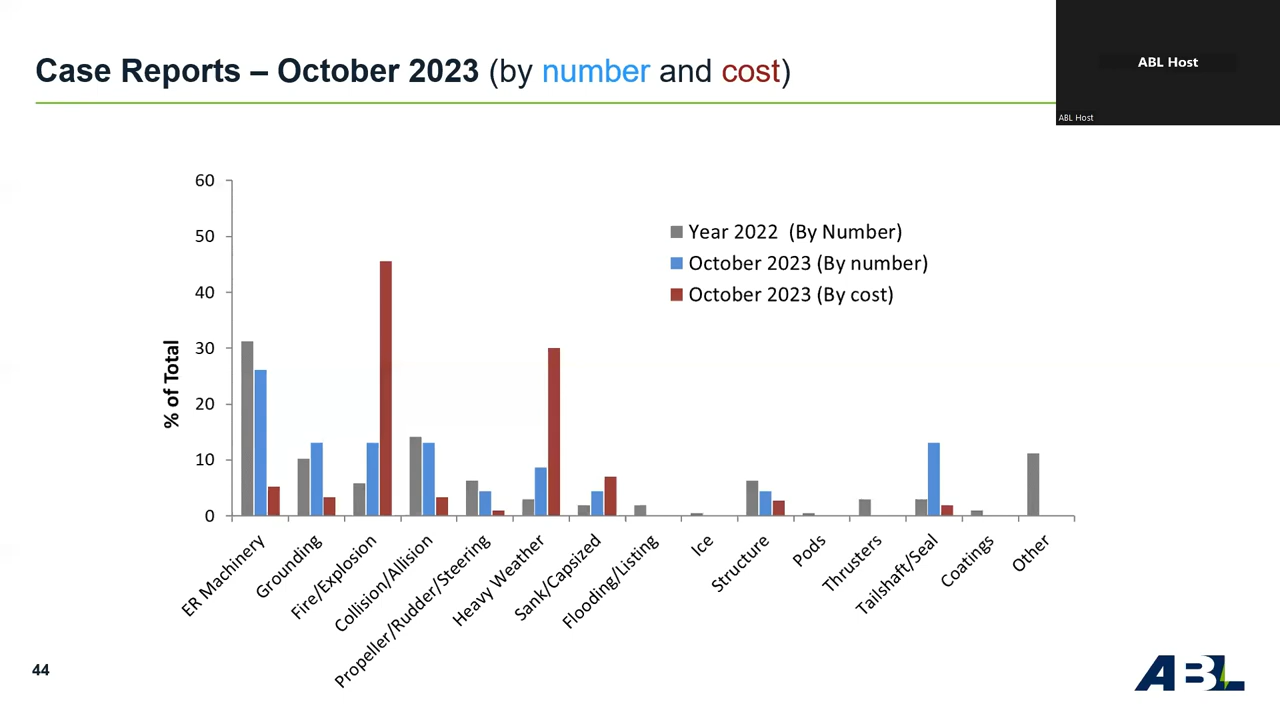 Case Reports – October 2023 (by number and cost)
ABL Host
ABL Host
60
50
40
30
20
10
0
% of Total
Year 2022 (By Number)
October 2023 (By number)
October 2023 (By cost)
ER Machinery
Grounding
Fire/Explosion
Collision/Allision
Propeller/Rudder/Steering
Heavy Weather
Sank/Capsized
Flooding/Listing
Ice
Structure
Pods
Thrusters
Tailshaft/Seal
Coatings
Other
44
ABL